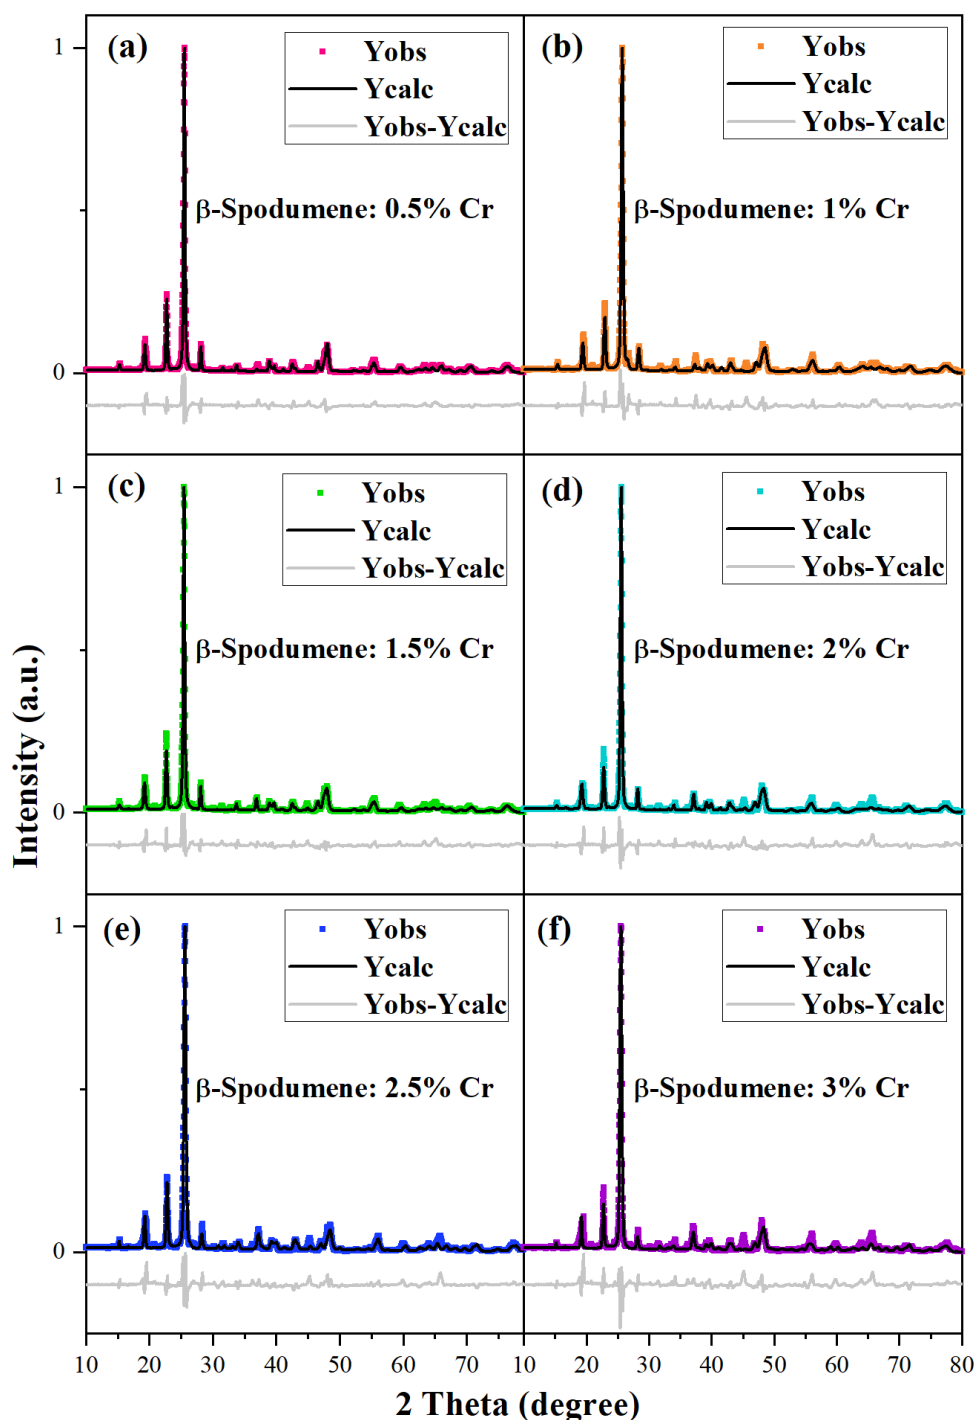 (a)
Yobs
Ycalc
Yobs-Ycalc
β-Spodumene: 0.5% Cr
1
0
(b)
Yobs
Ycalc
Yobs-Ycalc
β-Spodumene: 1% Cr
(c)
Yobs
Ycalc
Yobs-Ycalc
β-Spodumene: 1.5% Cr
1
0
(d)
Yobs
Ycalc
Yobs-Ycalc
β-Spodumene: 2% Cr
(e)
Yobs
Ycalc
Yobs-Ycalc
β-Spodumene: 2.5% Cr
1
0
(f)
Yobs
Ycalc
Yobs-Ycalc
β-Spodumene: 3% Cr
Intensity (a.u.)
10 20 30 40 50 60 70 10 20 30 40 50 60 70 80
2 Theta (degree)